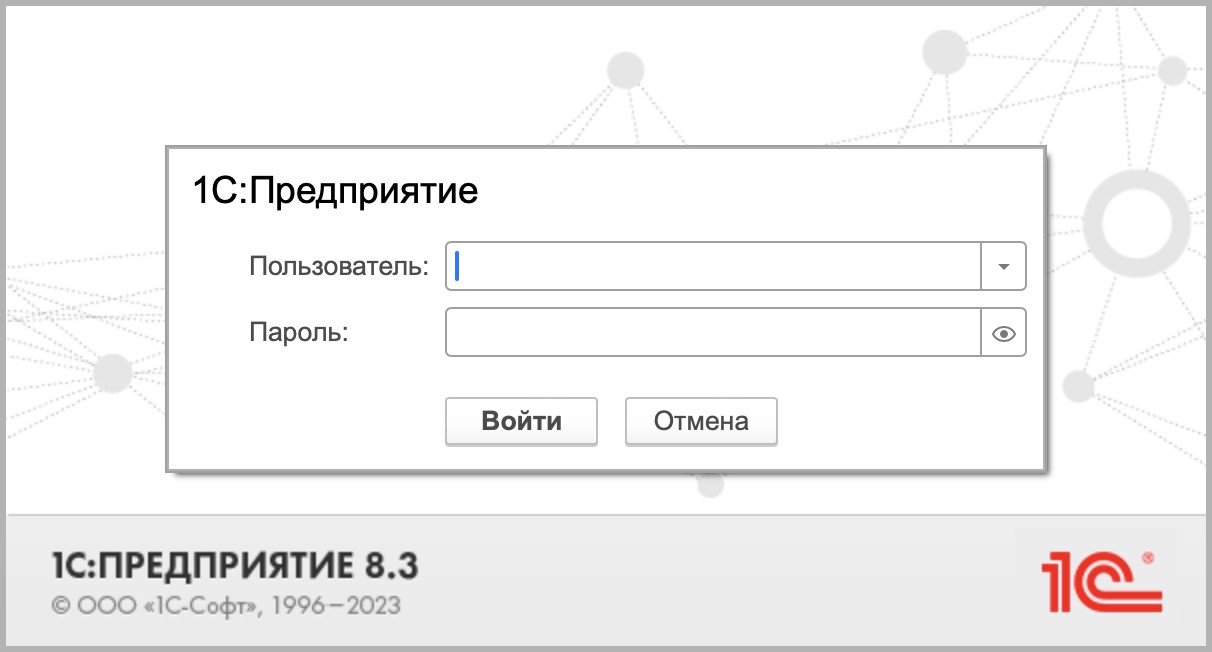 1С:Предприятие
Пользователь:
Пароль:
Войти Отмена
1С:ПРЕДПРИЯТИЕ 8.3
© ООО «1С-Софт», 1996–2023
1С®